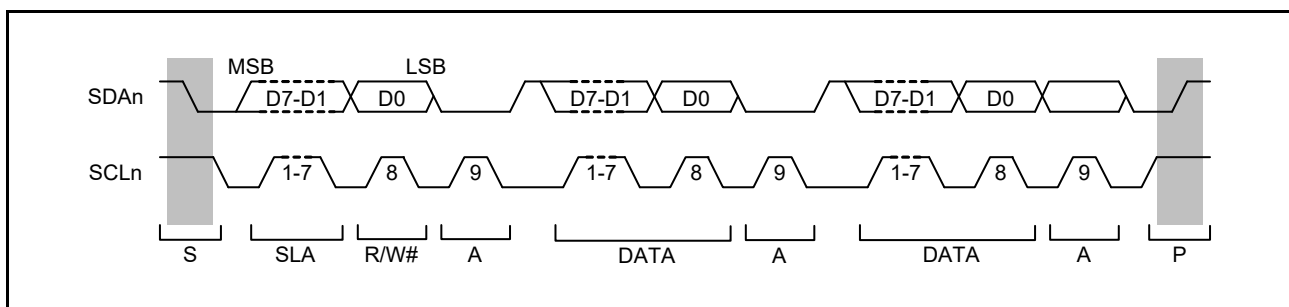 MSB LSB
SDAn D7-D1 D0 D7-D1 D0 D7-D1 D0
SCLn 1-7 8 9 1-7 8 9 1-7 8 9
S SLA R/W# A DATA A DATA A P